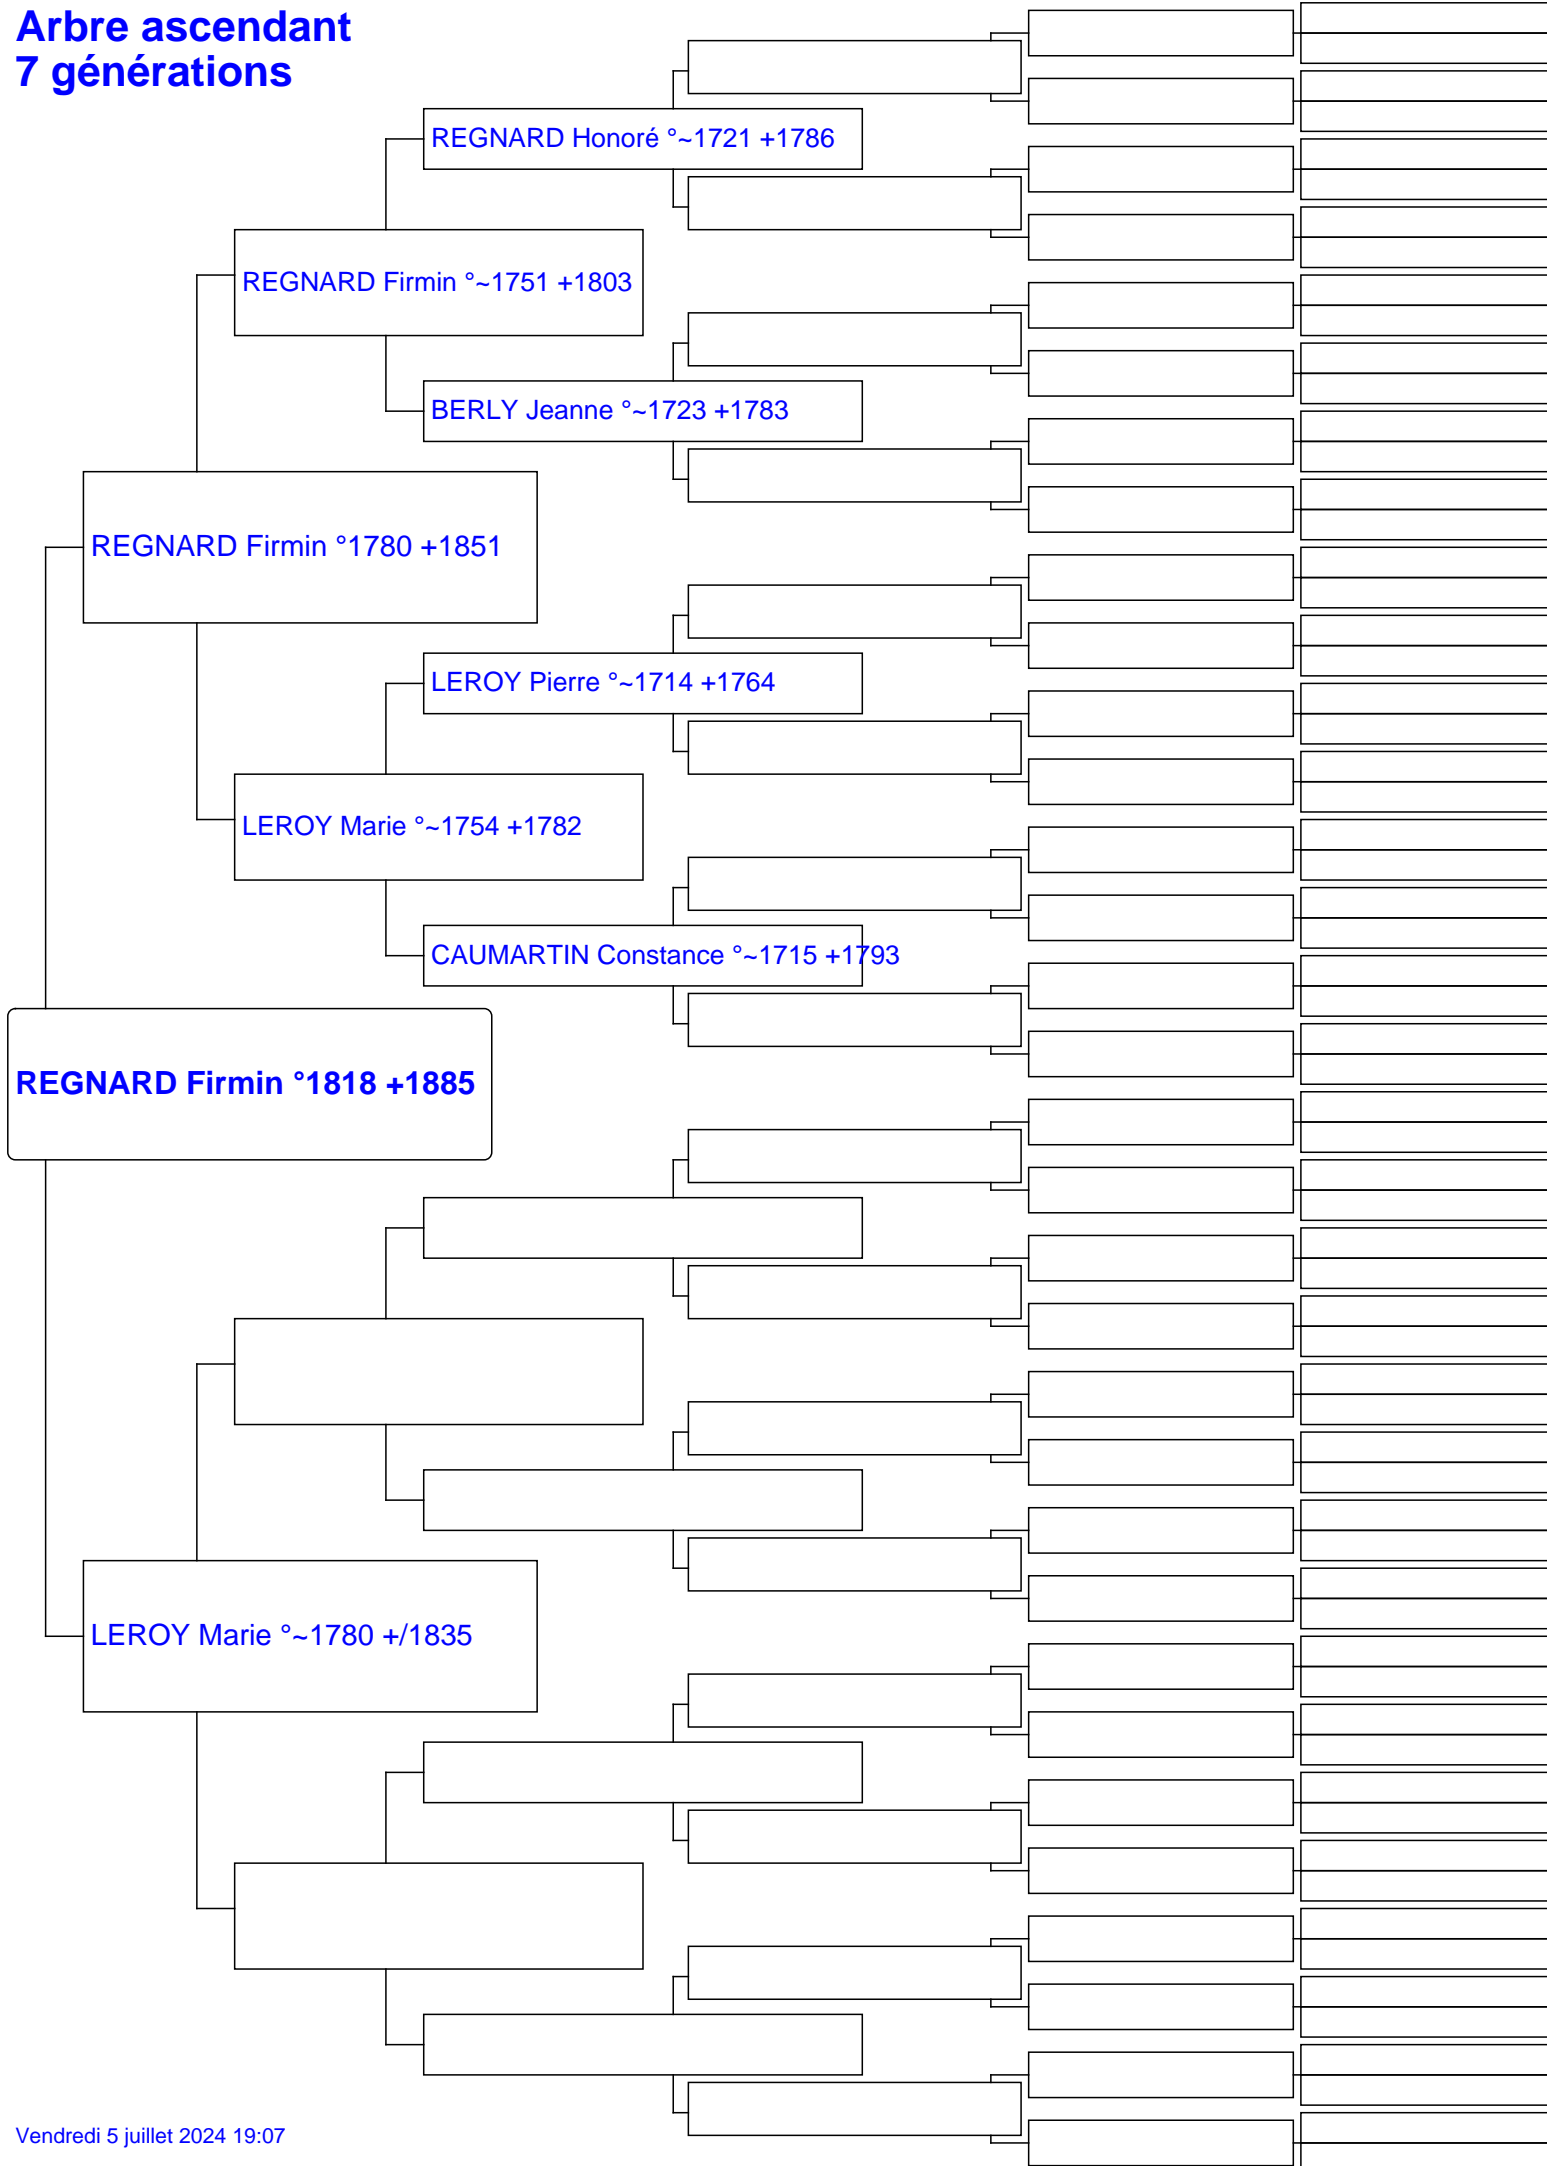 Arbre ascendant
7 générations
REGNARD Honoré °~1721 +1786
REGNARD Firmin °~1751 +1803
BERLY Jeanne °~1723 +1783
REGNARD Firmin °1780 +1851
LEROY Pierre °~1714 +1764
LEROY Marie °~1754 +1782
CAUMARTIN Constance °~1715 +1793
REGNARD Firmin °1818 +1885
LEROY Marie °~1780 +/1835
Vendredi 5 juillet 2024 19:07